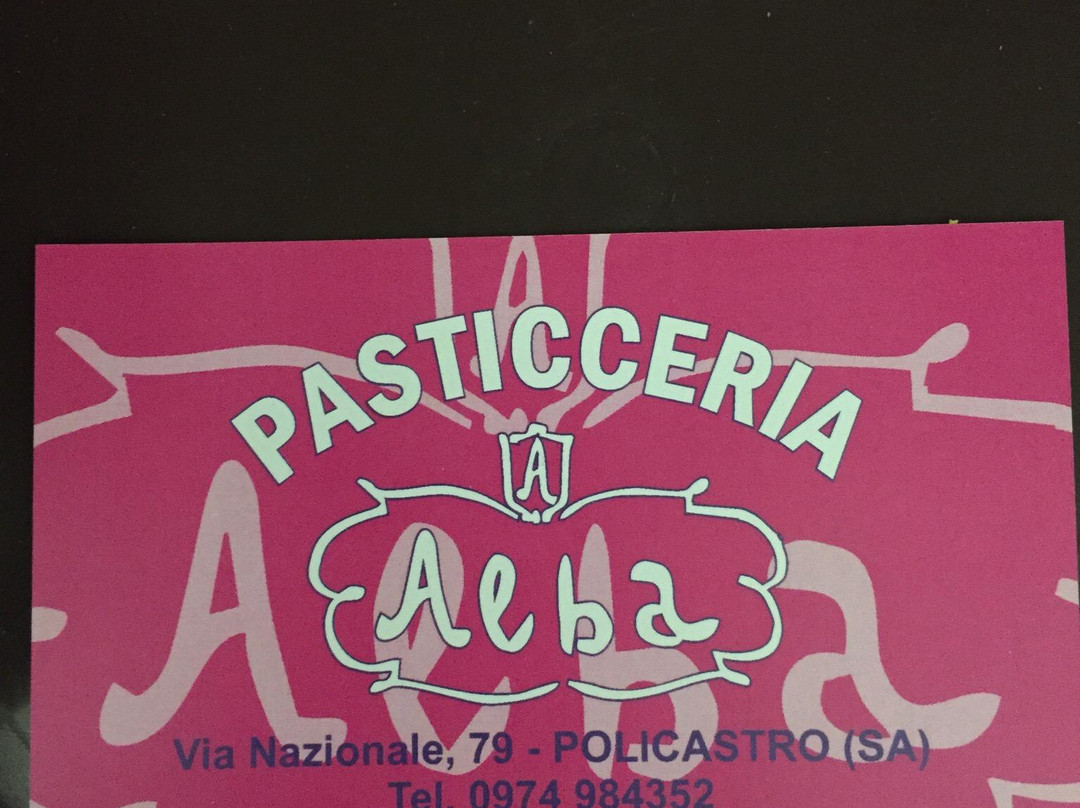 PASTICCERIA
A
Alba
Via Nazionale, 79 - POLICASTRO (SA)
Tel. 0974 984352